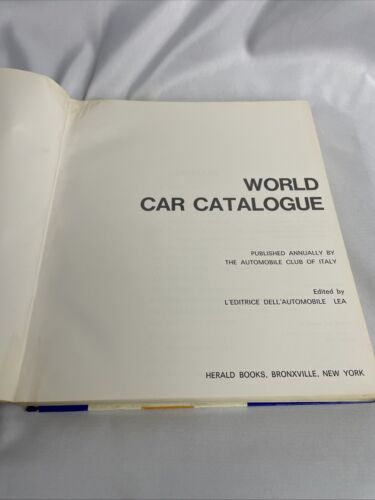 WORLD
CAR CATALOGUE
PUBLISHED ANNUALLY BY
THE AUTOMOBILE CLUB OF ITALY
Edited by
L'EDITRICE DELL'AUTOMOBILE LEA
HERALD BOOKS, BRONXVILLE, NEW YORK